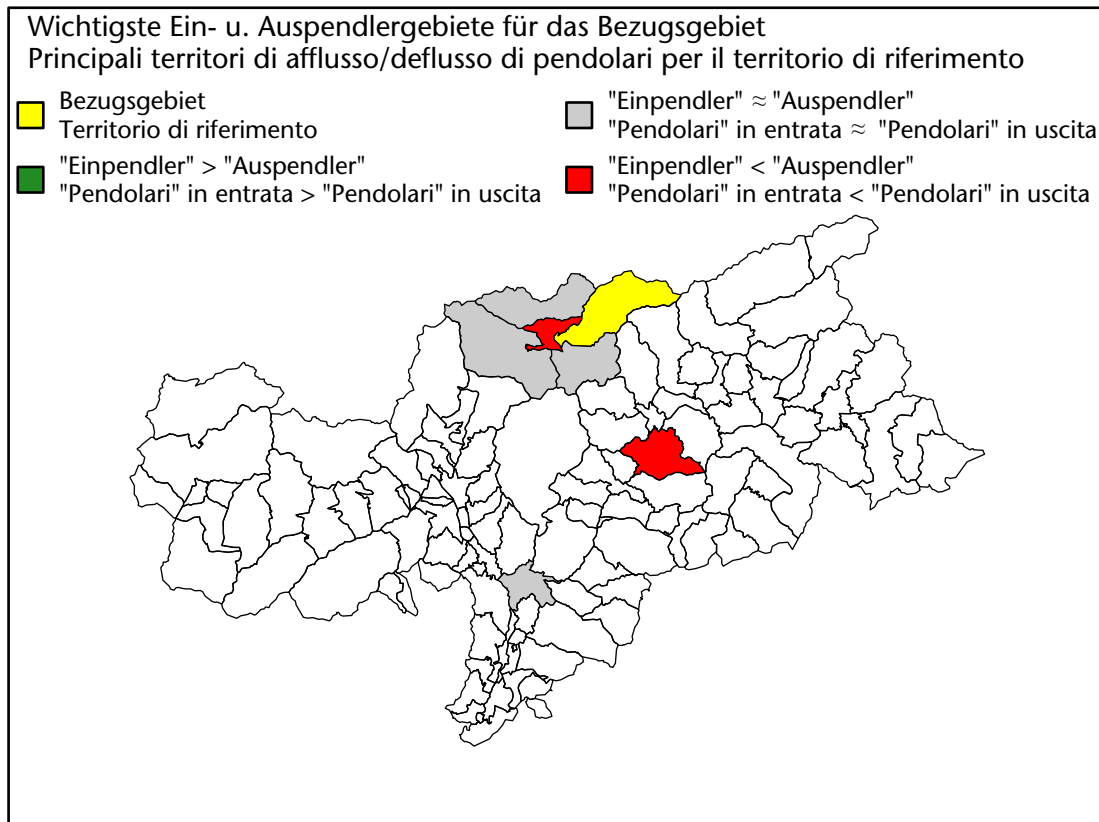 Wichtigste Ein- u. Auspendlergebiete für das Bezugsgebiet
Principali territori di afflusso/deflusso di pendolari per il territorio di riferimento
Bezugsgebiet
Territorio di riferimento
"Einpendler" > "Auspendler"
"Pendolari" in entrata > "Pendolari" in uscita
"Einpendler" ≈ "Auspendler"
"Pendolari" in entrata ≈ "Pendolari" in uscita
"Einpendler" < "Auspendler"
"Pendolari" in entrata < "Pendolari" in uscita